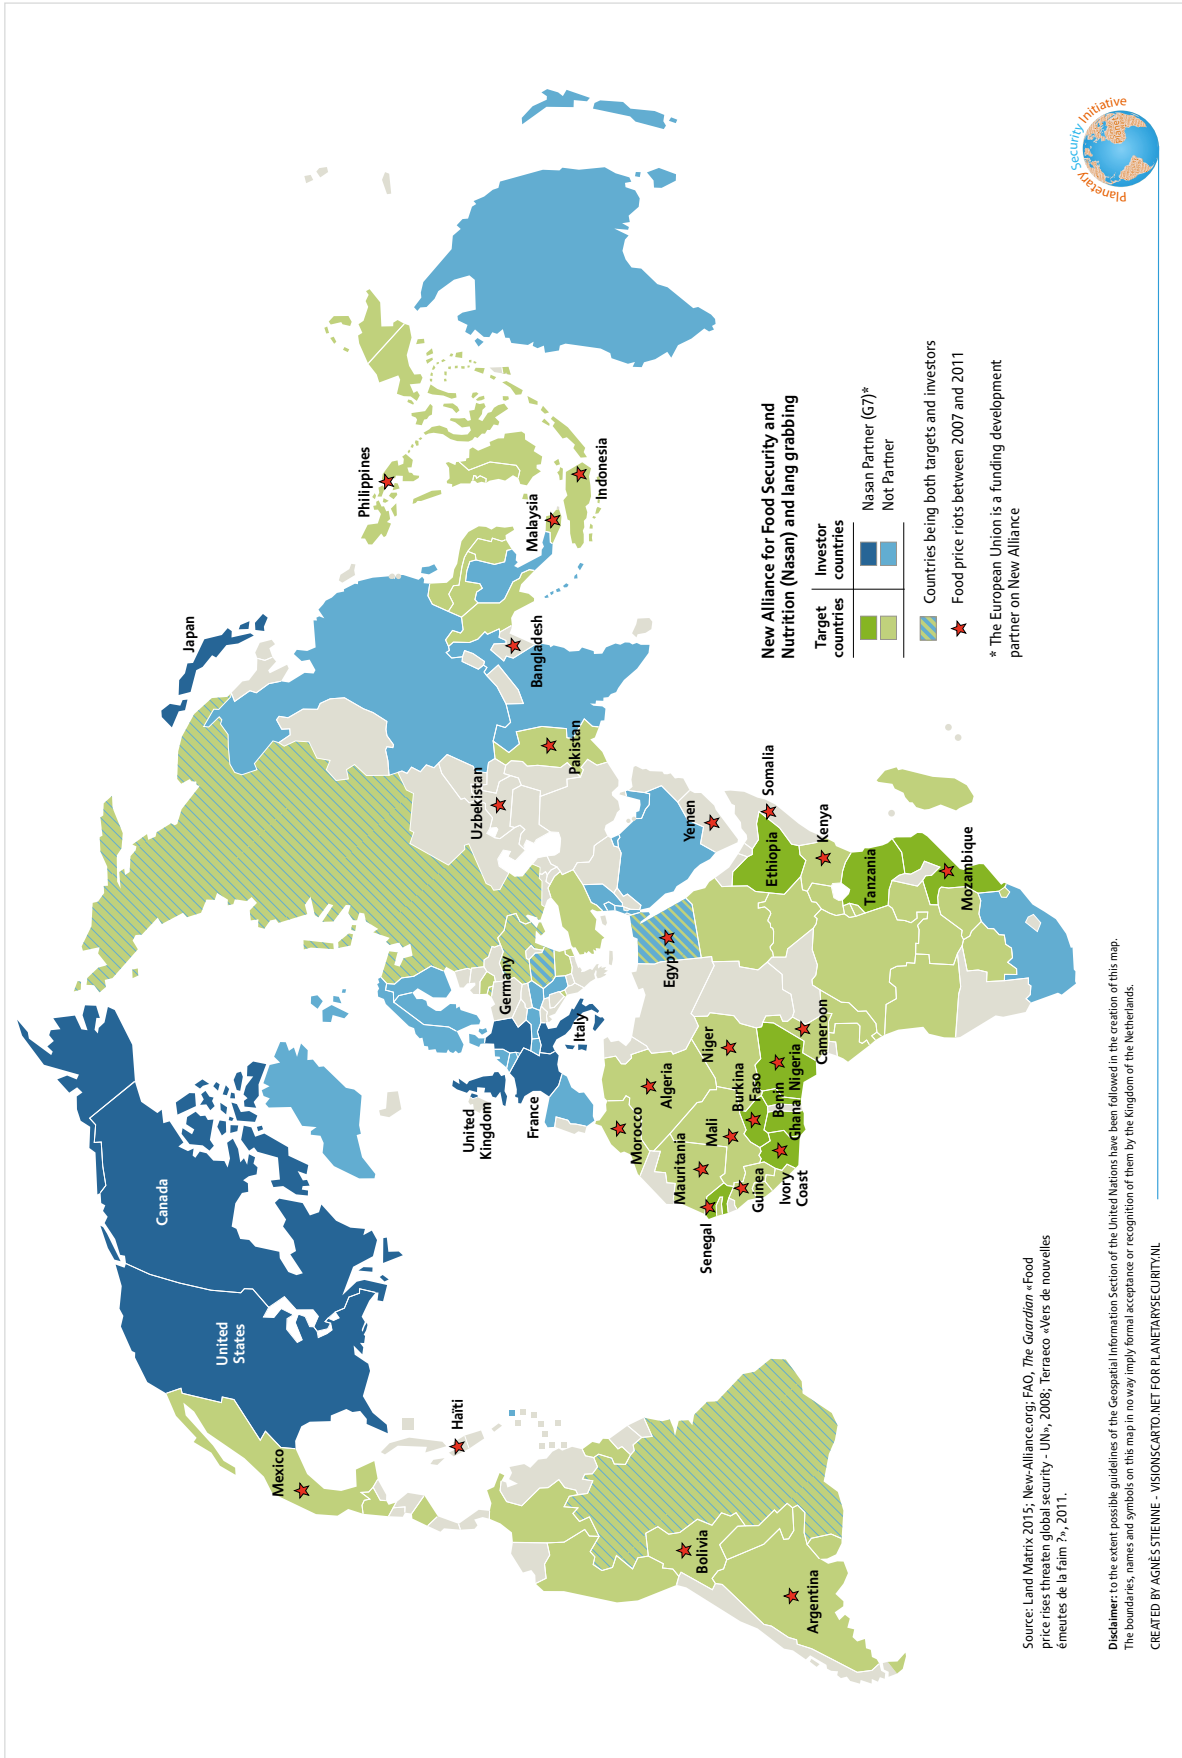 New Alliance for Food Security and
Nutrition (Nasan) and lang grabbing
Target
countries
Investor
countries
Nasan Partner (G7)*
Not Partner
Countries being both targets and investors
Food price riots between 2007 and 2011
* The European Union is a funding development
partner on New Alliance
Canada
United
States
Mexico
Haïti
Bolivia
Argentina
United
Kingdom
France
Germany
Italy
Morocco
Algeria
Mauritania
Mali
Niger
Senegal
Guinea
Ivory
Coast
Burkina
Faso
Ghana
Benin
Nigeria
Cameroon
Egypt
Ethiopia
Somalia
Kenya
Tanzania
Mozambique
Yemen
Uzbekistan
Pakistan
Bangladesh
Japan
Philippines
Malaysia
Indonesia
Planetary Security Initiative
Source: Land Matrix 2015; New-Alliance.org; FAO, The Guardian «Food
price rises threaten global security - UN», 2008; Terraeco «Vers de nouvelles
émeutes de la faim ?», 2011.
Disclaimer: to the extent possible guidelines of the Geospatial Information Section of the United Nations have been followed in the creation of this map.
The boundaries, names and symbols on this map in no way imply formal acceptance or recognition of them by the Kingdom of the Netherlands.
CREATED BY AGNÈS STIENNE - VISIONSCARTO.NET FOR PLANETARYSECURITY.NL